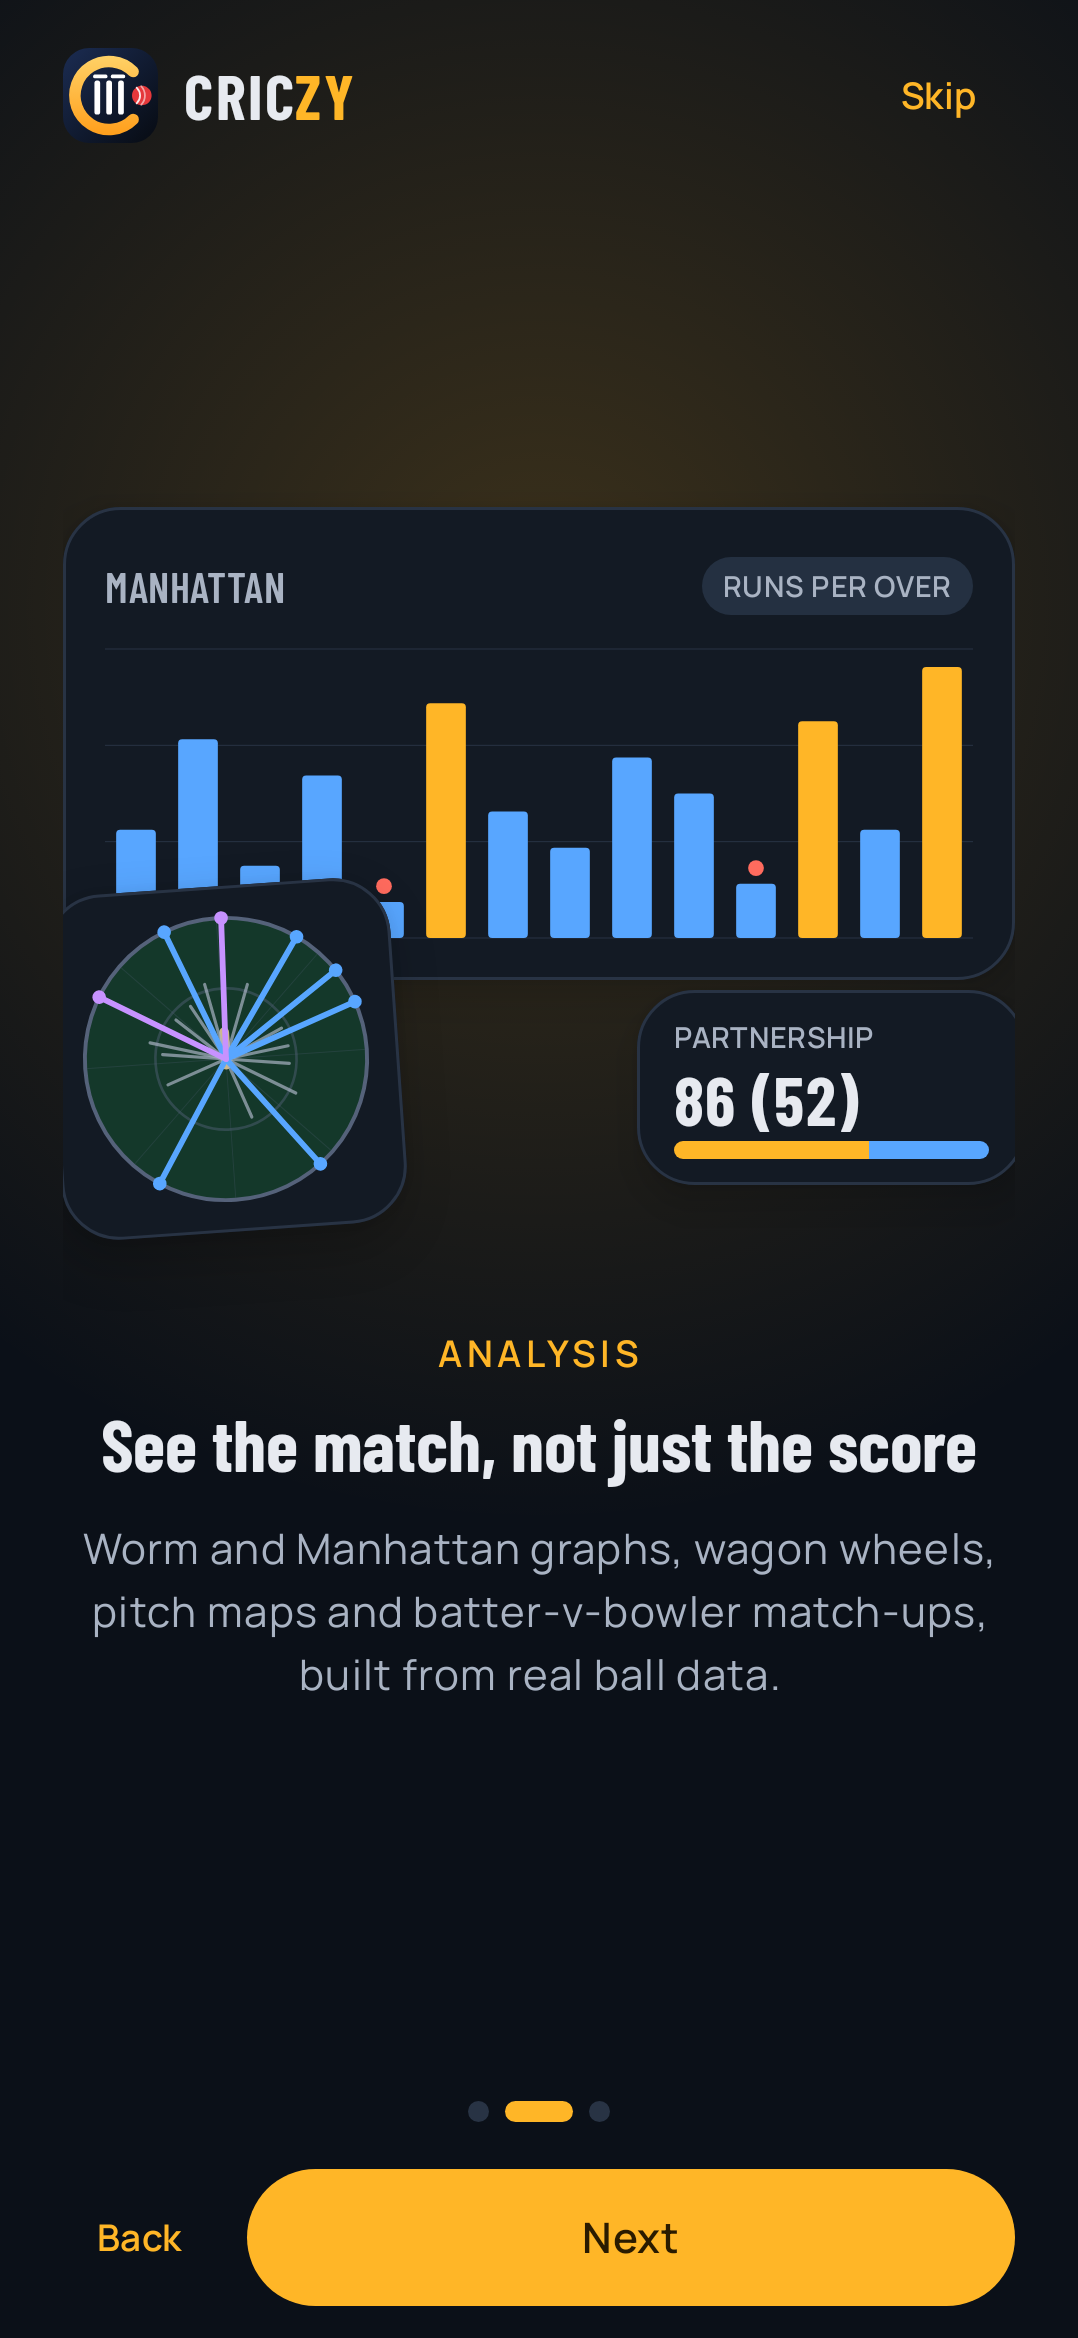 CRICZY
Skip
MANHATTAN
RUNS PER OVER
PARTNERSHIP
86 (52)
ANALYSIS
See the match, not just the score
Worm and Manhattan graphs, wagon wheels,
pitch maps and batter-v-bowler match-ups,
built from real ball data.
Back
Next